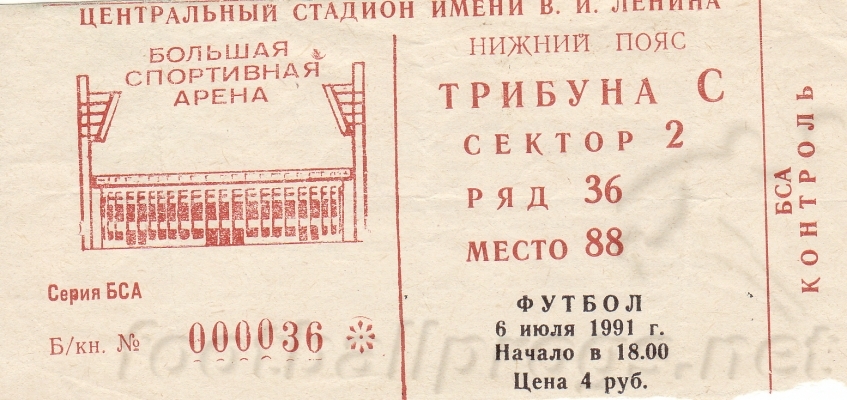 ЦЕНТРАЛЬНЫЙ СТАДИОН ИМЕНИ В. И. ЛЕНИНА
БОЛЬШАЯ
СПОРТИВНАЯ
АРЕНА
Серия БСА
Б/кн. № 000036
НИЖНИЙ ПОЯС
ТРИБУНА С
СЕКТОР 2
РЯД 36
МЕСТО 88
ФУТБОЛ
6 июля 1991 г.
Начало в 18.00
Цена 4 руб.
БСА
КОНТРОЛЬ